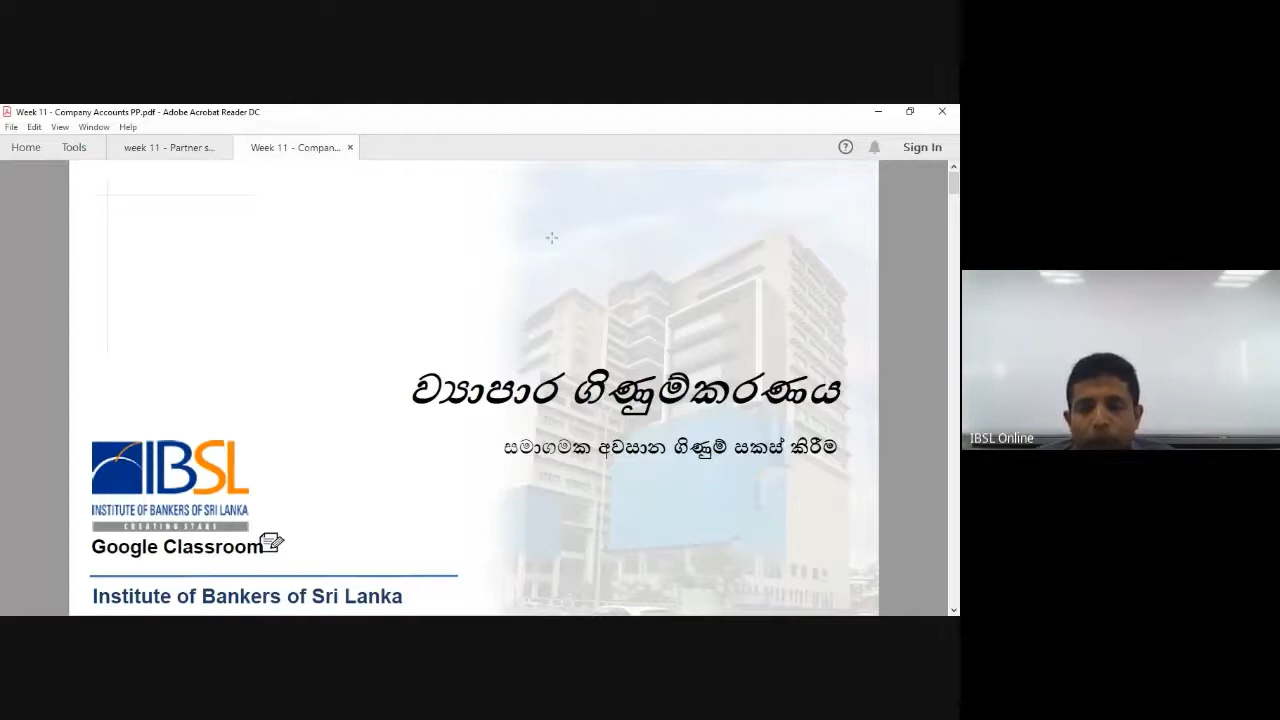 Week 11 - Company Accounts PP.pdf - Adobe Acrobat Reader DC
File Edit View Window Help
Home Tools week 11 - Partner s... Week 11 - Compan... Sign In
ව්‍යාපාර ගිණුම්කරණය
සමාගමක අවසාන ගිණුම් සකස් කිරීම
IBSL
INSTITUTE OF BANKERS OF SRI LANKA
CREATING STARS
Google Classroom
Institute of Bankers of Sri Lanka
IBSL Online